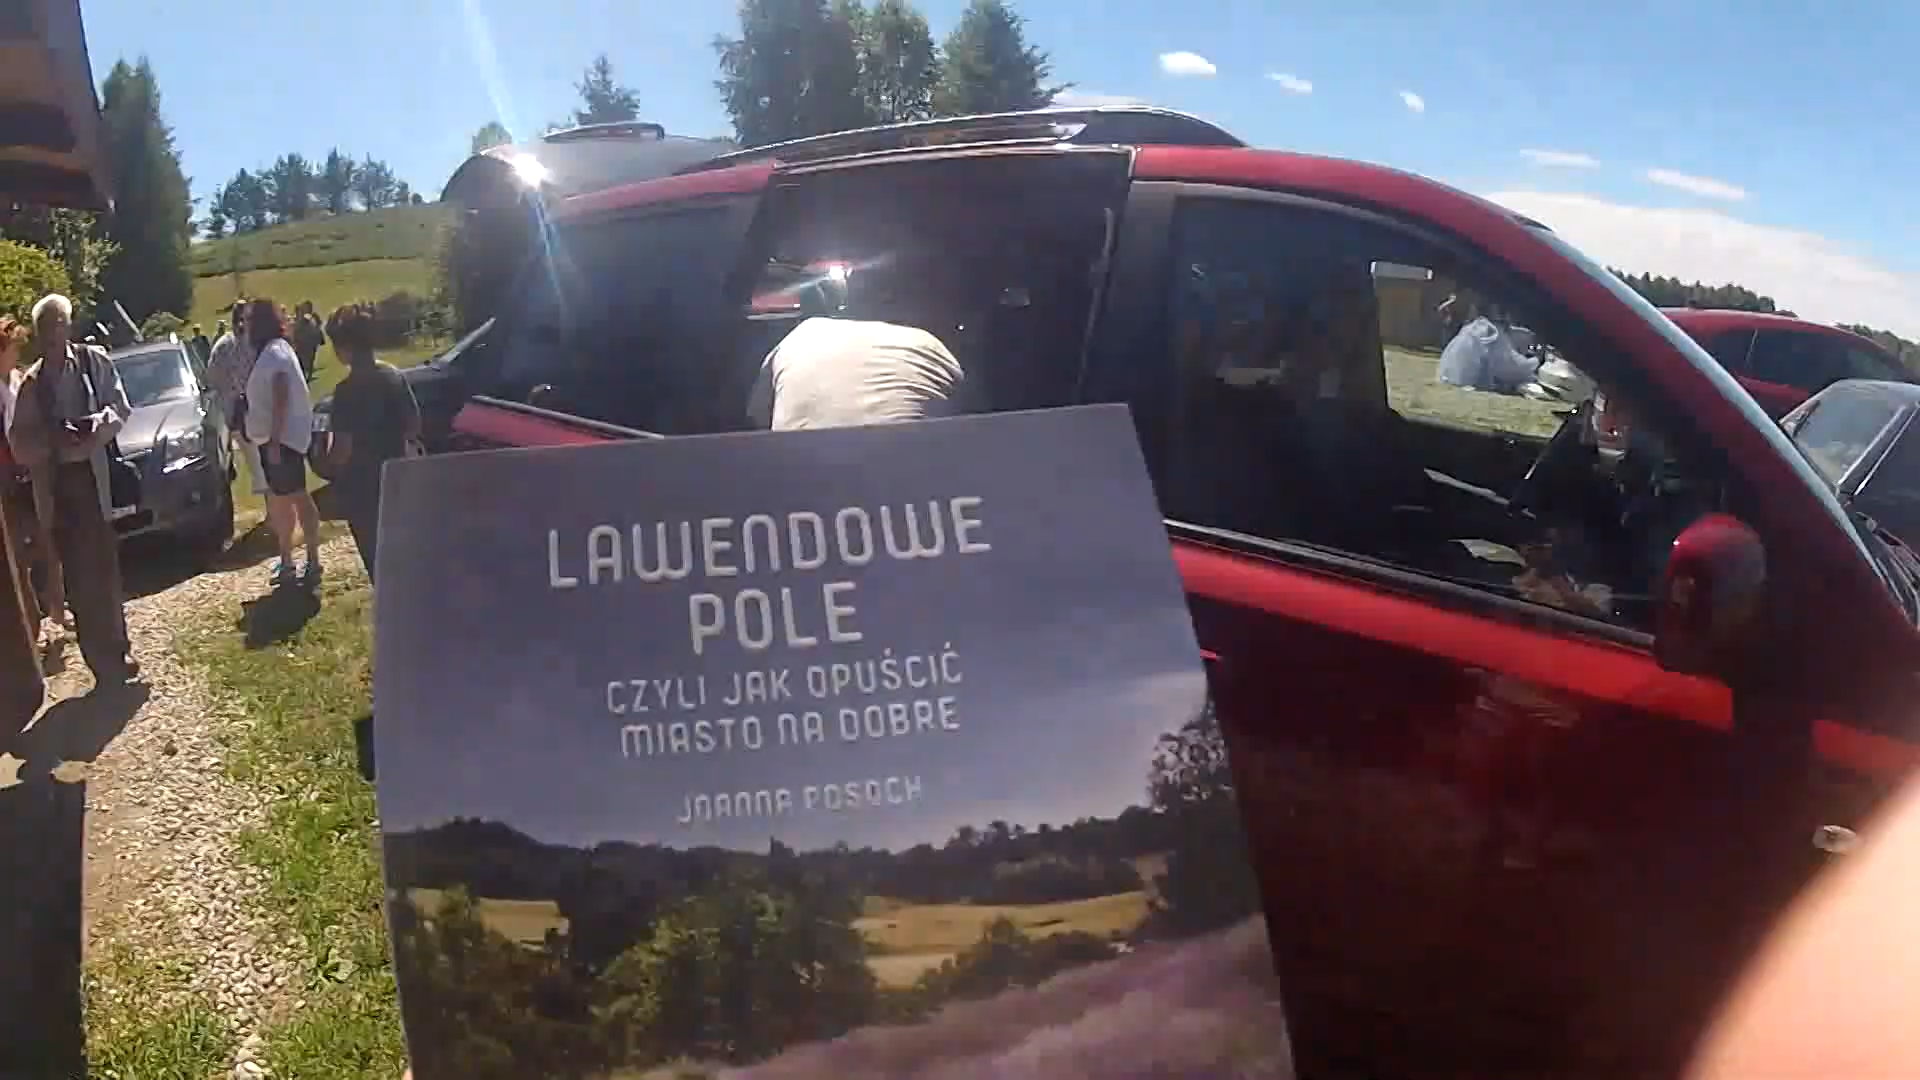 LAWENDOWE
POLE
CZYLI JAK OPUŚCIĆ
MIASTO NA DOBRE
JOANNA POSOCH